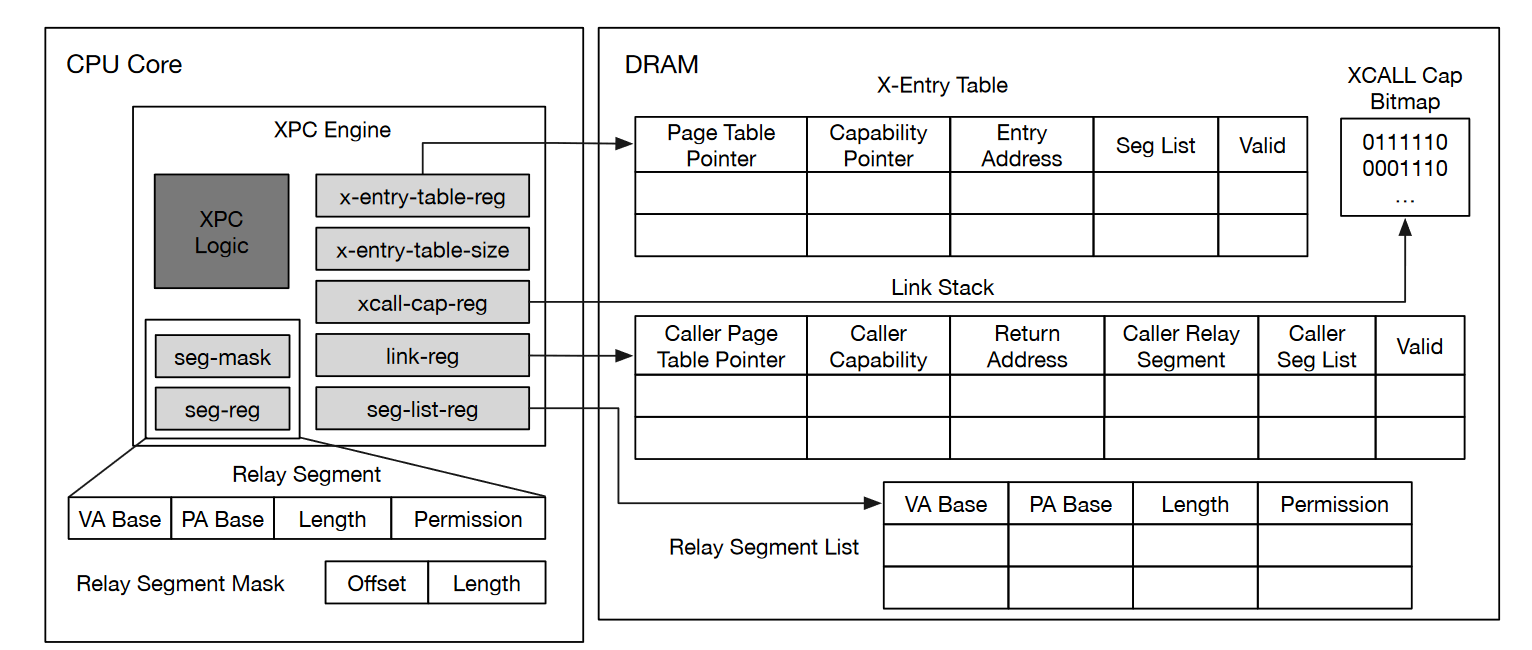 CPU Core
XPC Engine
XPC
Logic
x-entry-table-reg
x-entry-table-size
xcall-cap-reg
link-reg
seg-list-reg
seg-mask
seg-reg
Relay Segment
VA Base PA Base Length Permission
Relay Segment Mask
Offset Length
DRAM
X-Entry Table
Page Table
Pointer
Capability
Pointer
Entry
Address
Seg List
Valid
XCALL Cap
Bitmap
0111110
0001110
...
Link Stack
Caller Page
Table Pointer
Caller
Capability
Return
Address
Caller Relay
Segment
Caller
Seg List
Valid
Relay Segment List
VA Base PA Base Length Permission